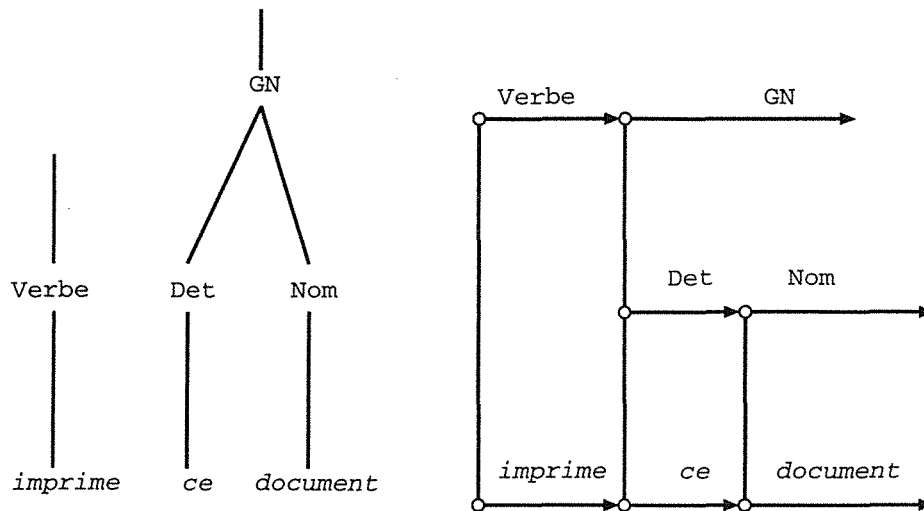 GN
Verbe Det Nom
imprime ce document
Verbe GN
Det Nom
imprime ce document